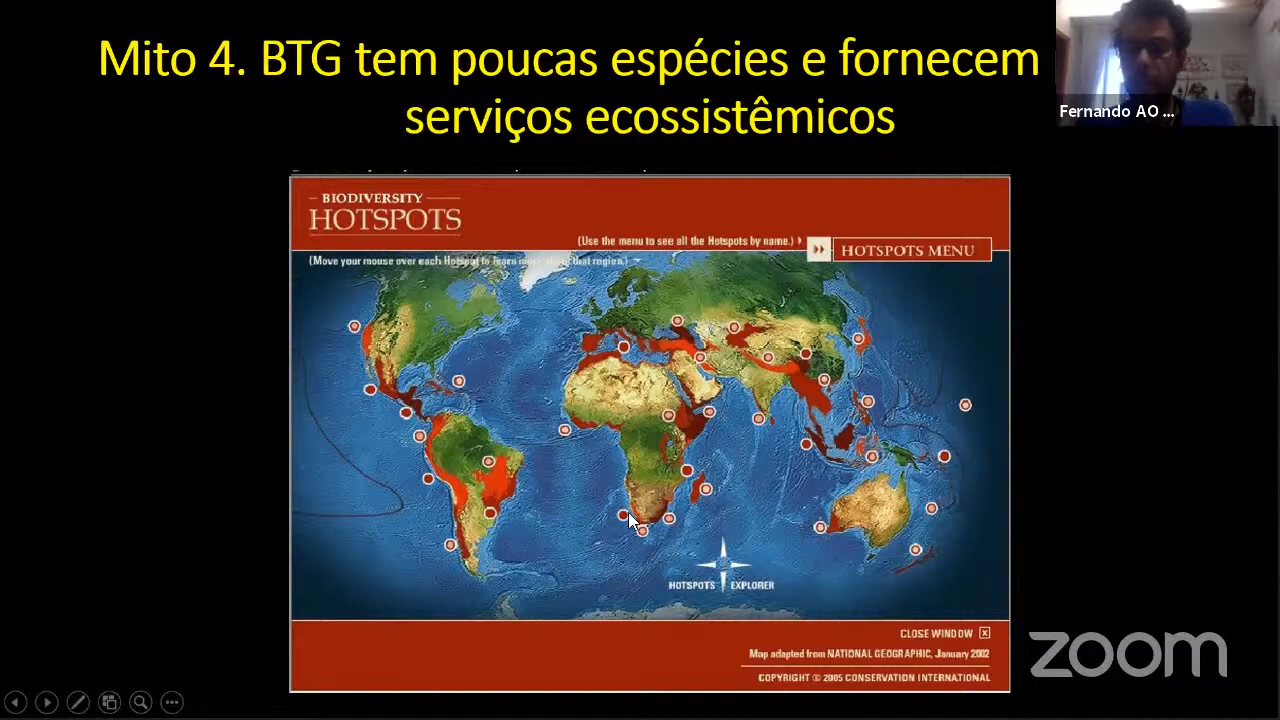 Mito 4. BTG tem poucas espécies e fornecem
serviços ecossistêmicos
Fernando AO ...
BIODIVERSITY
HOTSPOTS
(Use the menu to see all the Hotspots by name.)
HOTSPOTS MENU
(Move your mouse over each Hotspot to learn more about that region.)
HOTSPOTS EXPLORER
CLOSE WINDOW
Map adapted from NATIONAL GEOGRAPHIC, January 2002
COPYRIGHT © 2005 CONSERVATION INTERNATIONAL
zoom